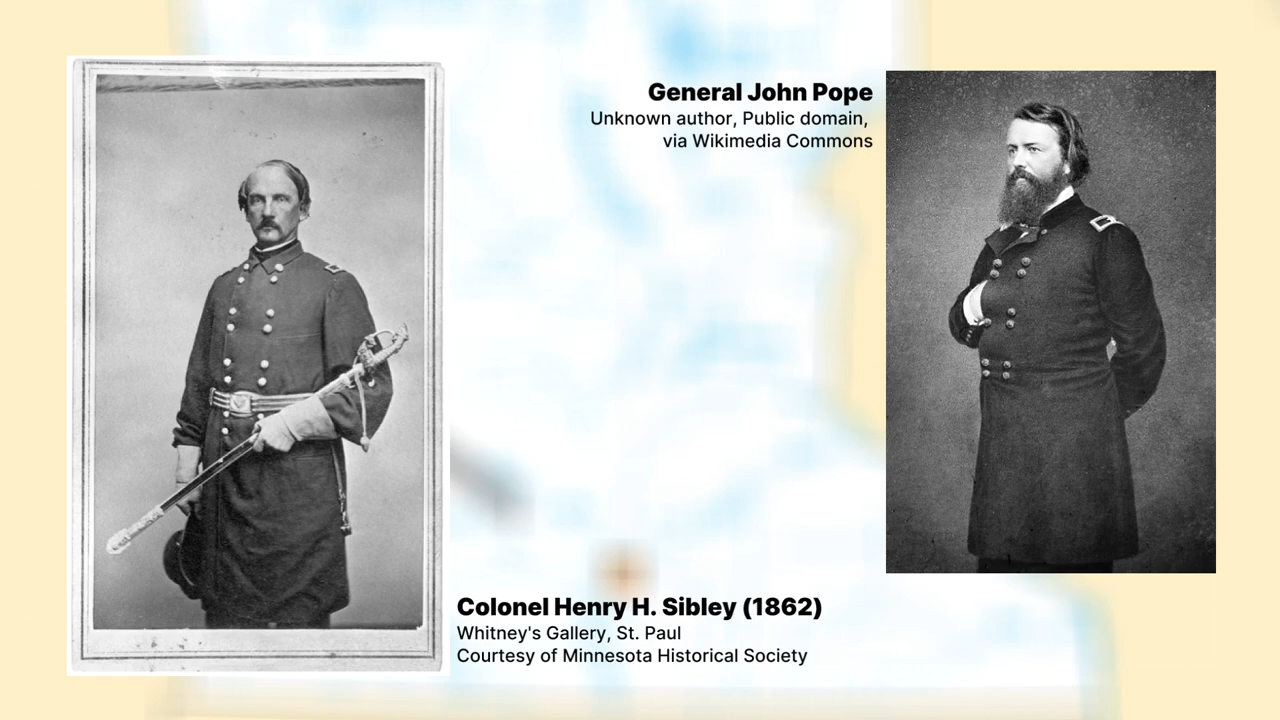 General John Pope
Unknown author, Public domain,
via Wikimedia Commons
Colonel Henry H. Sibley (1862)
Whitney's Gallery, St. Paul
Courtesy of Minnesota Historical Society